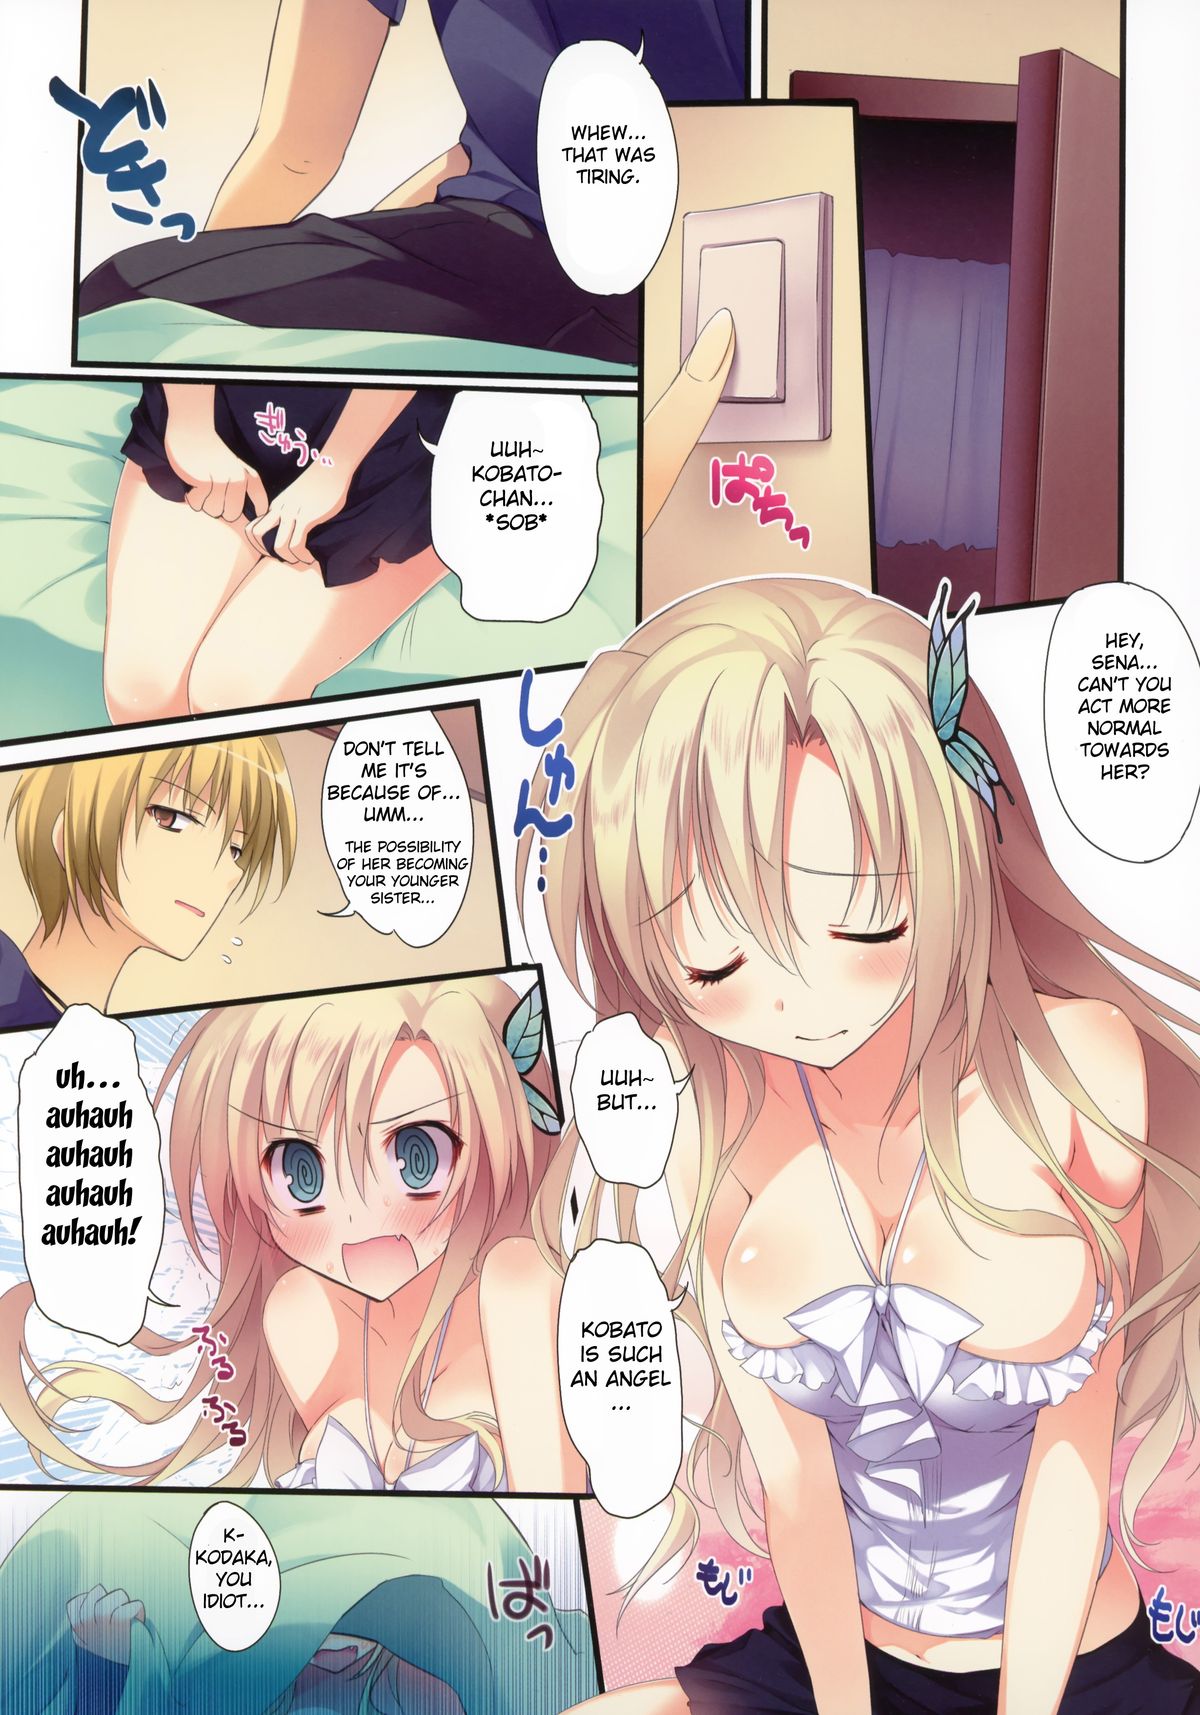 ぱちっ
WHEW...
THAT WAS
TIRING.
どさっ
UUH~
KOBATO-
CHAN...
*SOB*
ぎゅう…
HEY,
SENA...
CAN'T YOU
ACT MORE
NORMAL
TOWARDS
HER?
しゅん…
UUH~
BUT...
KOBATO
IS SUCH
AN ANGEL
...
もじ
もじ
DON'T TELL
ME IT'S
BECAUSE OF...
UMM...
THE POSSIBILITY
OF HER BECOMING
YOUR YOUNGER
SISTER...
uh...
auhauh
auhauh
auhauh
auhauh!
ふる
ふる
K-
KODAKA,
YOU
IDIOT...
ばっ